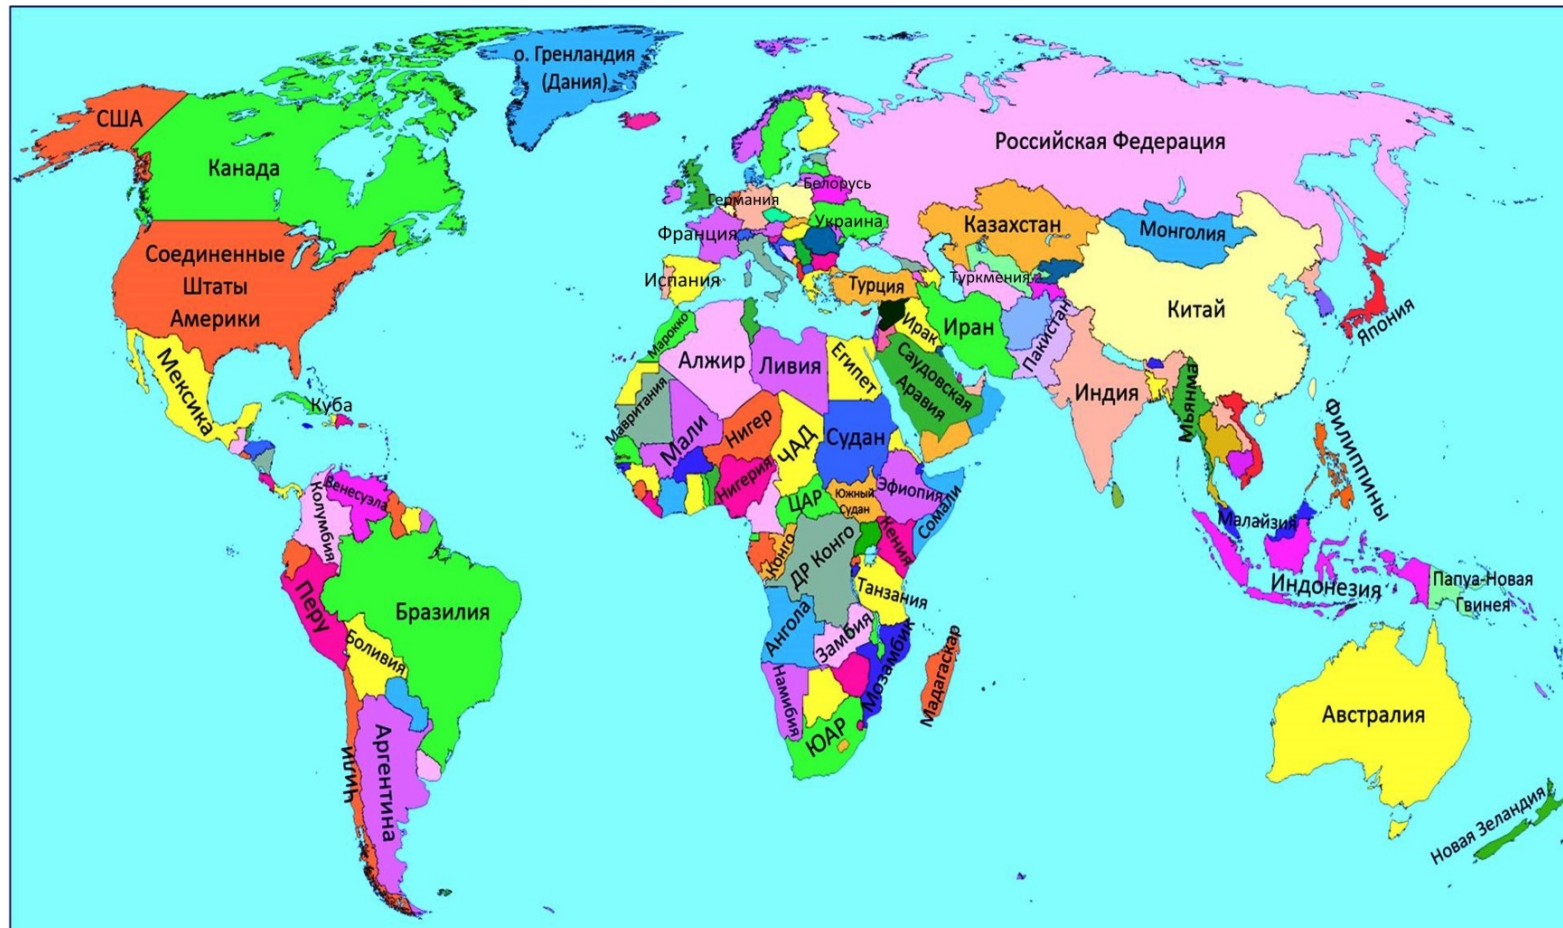 о. Гренландия
(Дания)
США
Канада
Российская Федерация
Белорусь
Германия
Украина
Франция
Казахстан
Монголия
Соединенные
Штаты
Америки
Испания
Турция
Туркмения
Китай
Япония
Марокко
Алжир
Ливия
Египет
Ирак
Иран
Пакистан
Саудовская
Аравия
Индия
Мьянма
Филиппины
Мексика
Куба
Мавритания
Мали
Нигер
ЧАД
Судан
Нигерия
ЦАР
Южный
Судан
Эфиопия
Сомали
Венесуэла
Колумбия
Малайзия
Индонезия
Папуа-Новая
Гвинея
Конго
ДР Конго
Кения
Танзания
Перу
Бразилия
Боливия
Ангола
Замбия
Мозамбик
Мадагаскар
Намибия
ЮАР
Чили
Аргентина
Австралия
Новая Зеландия